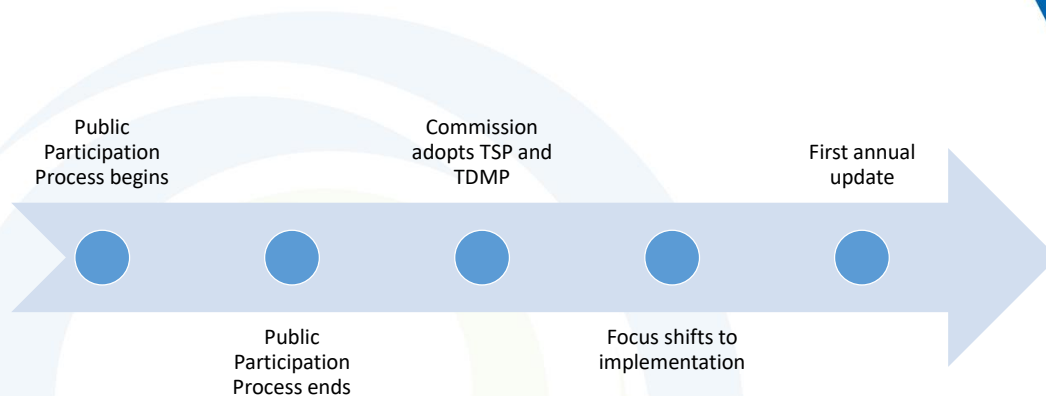 Public
Participation
Process begins
Public
Participation
Process ends
Commission
adopts TSP and
TDMP
Focus shifts to
implementation
First annual
update